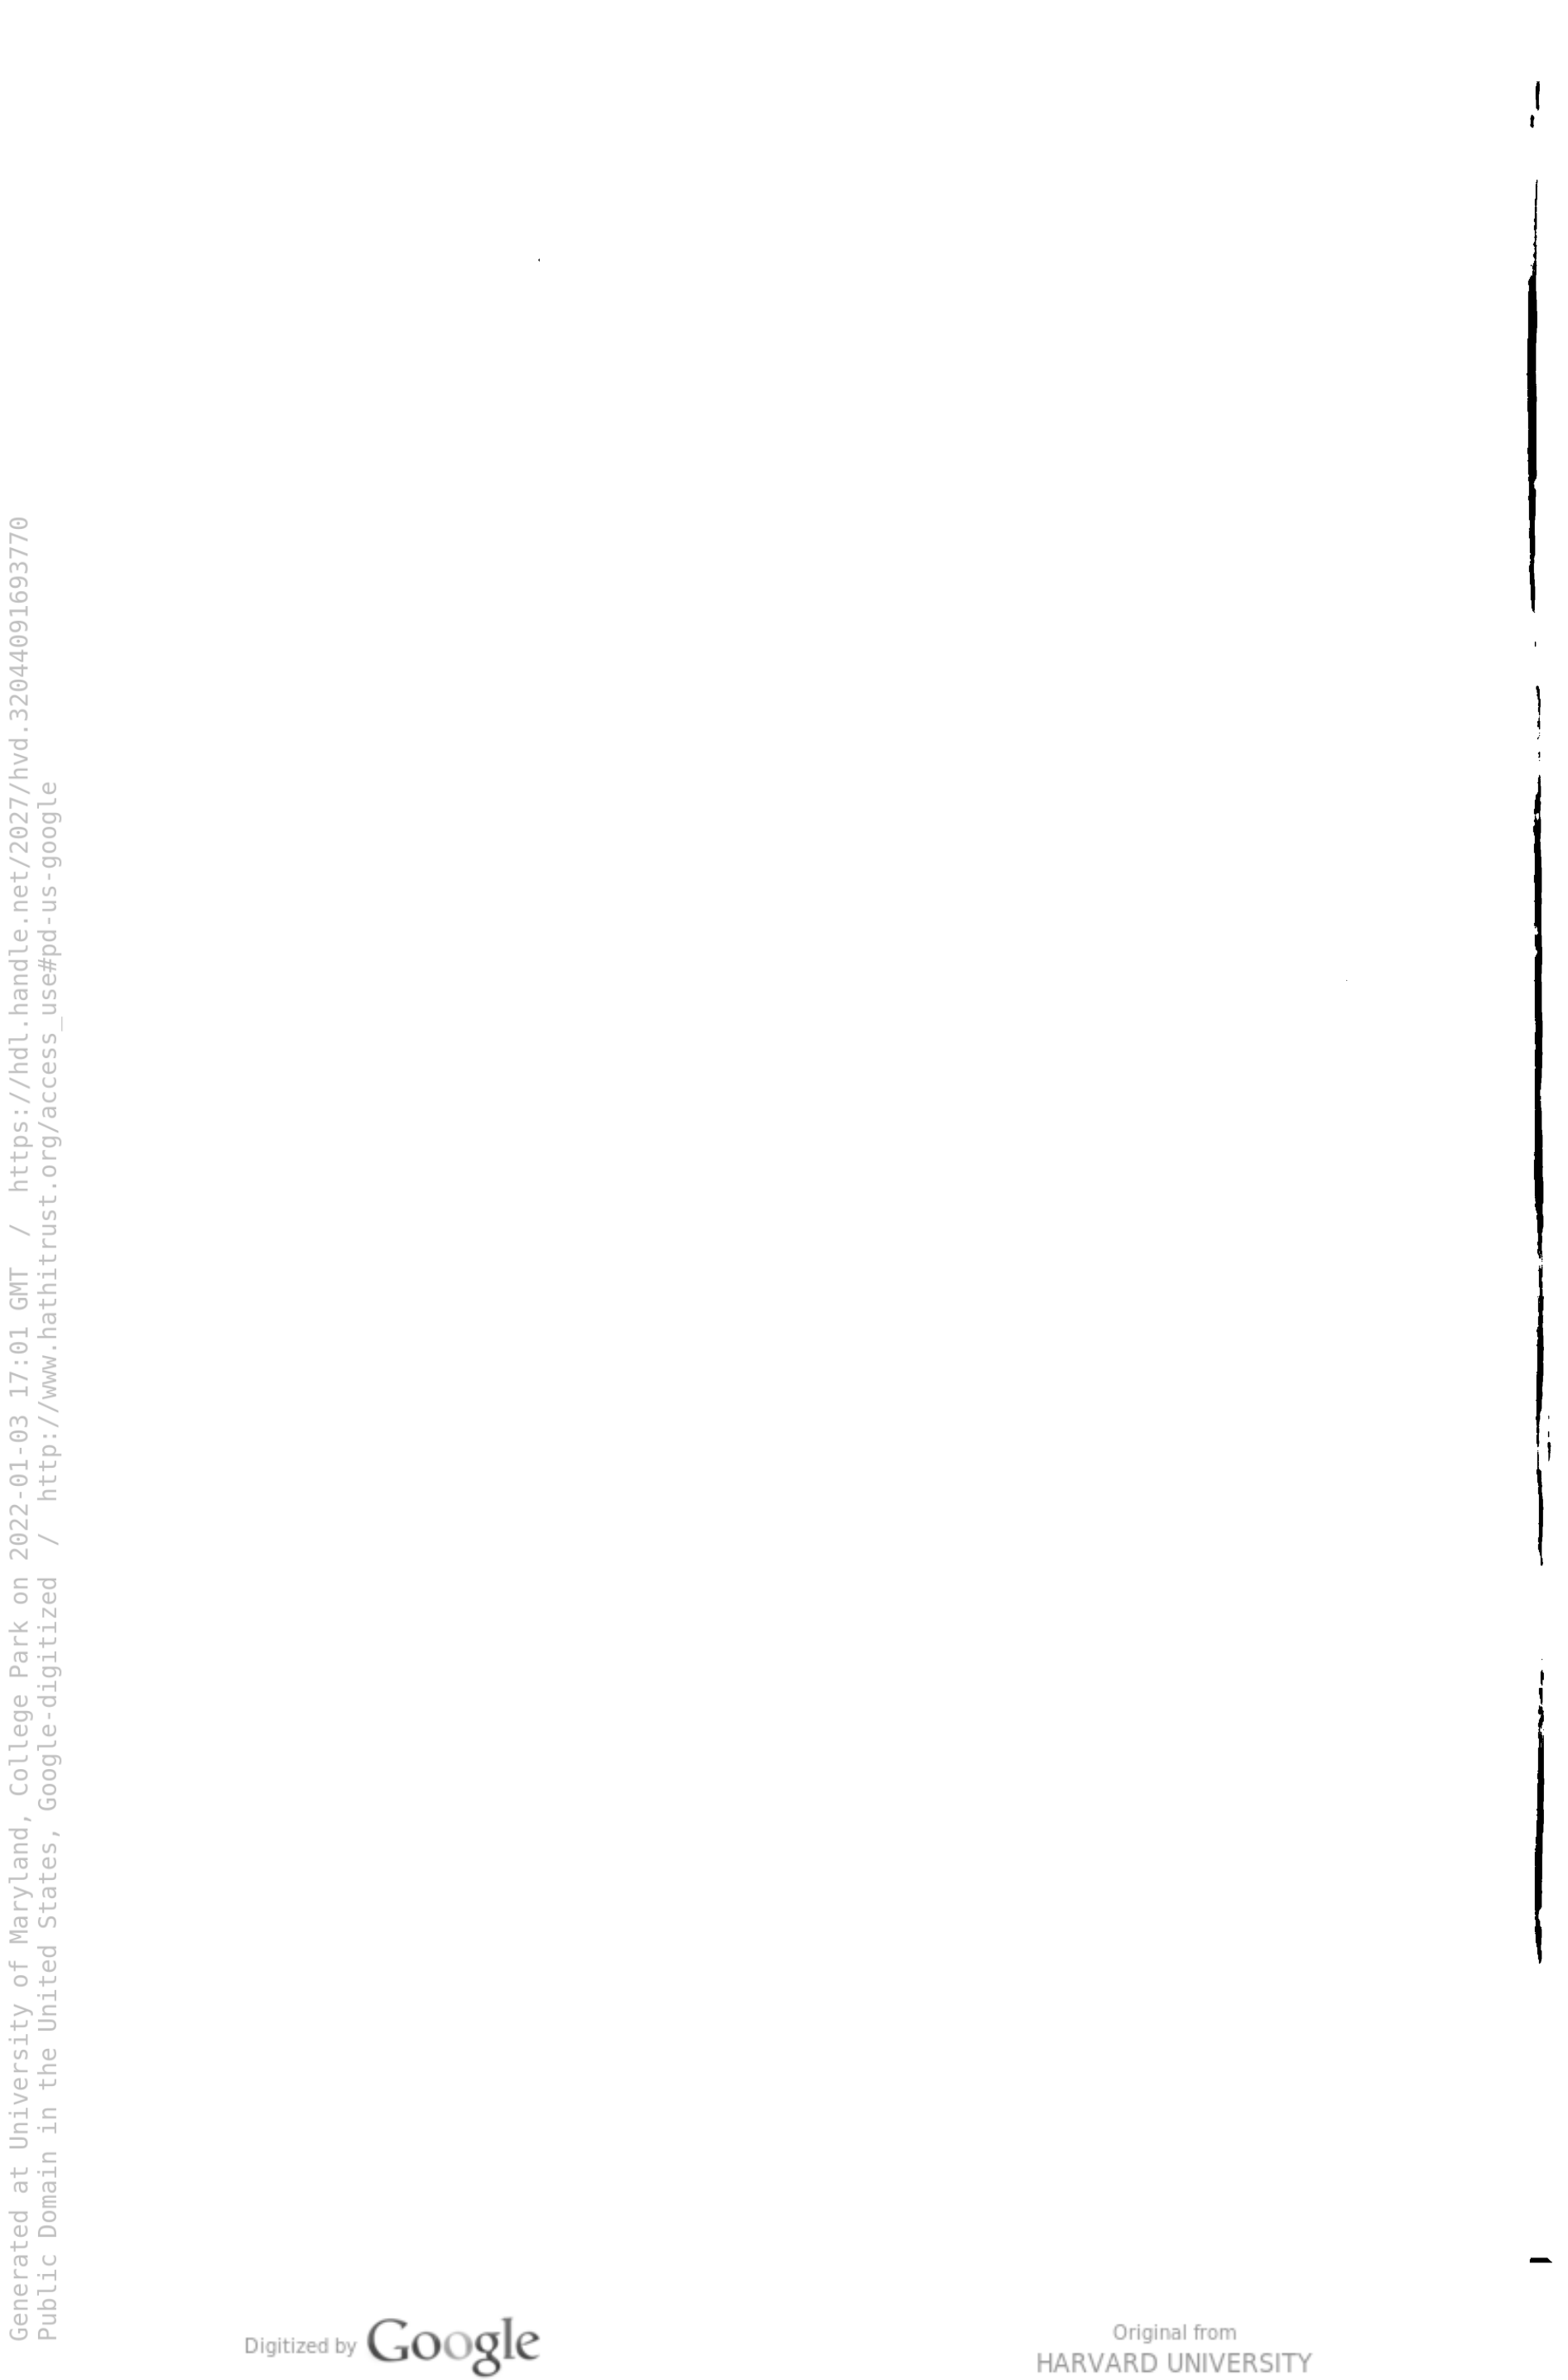 Generated at University of Maryland, College Park on 2022-01-03 17:01 GMT / https://hdl.handle.net/2027/hvd.32044091693770
Public Domain in the United States, Google-digitized / http://www.hathitrust.org/access_use#pd-us-google
Digitized by Google
Original from
HARVARD UNIVERSITY